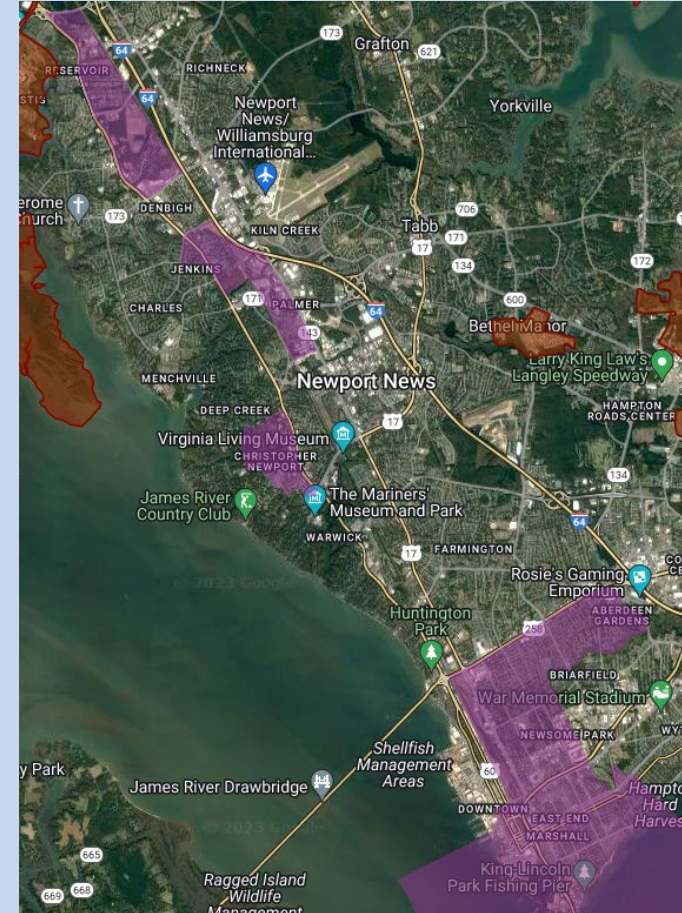 173
Grafton
621
64
RESERVOIR
RICHNECK
64
Newport
News/
Williamsburg
International...
Yorkville
erome
hurch
173
DENBIGH
706
KILN CREEK
Tabb
17
171
134
172
JENKINS
171
PALMER
600
CHARLES
64
143
Bethel Manor
Larry King Law's
Langley Speedway
MENCHVILLE
Newport News
HAMPTON
ROADS CENTER
DEEP CREEK
17
Virginia Living Museum
CHRISTOPHER
NEWPORT
134
James River
Country Club
The Mariners'
Museum and Park
64
WARWICK
17
FARMINGTON
Rosie's Gaming
Emporium
© 2023 Google
ABERDEEN
GARDENS
Huntington
Park
258
BRIARFIELD
War Memorial Stadium
NEWSOME PARK
WY
Shellfish
Management
Areas
60
y Park
James River Drawbridge
Hampto
Hard
Harves
DOWNTOWN
EAST END
MARSHALL
© 2023 Google
665
King-Lincoln
Park Fishing Pier
Ragged Island
Wildlife
Management
669
668